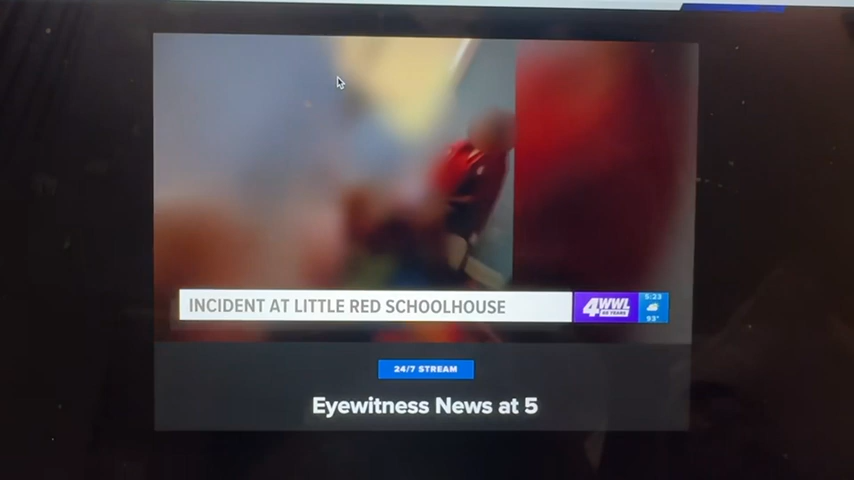 INCIDENT AT LITTLE RED SCHOOLHOUSE
4WWL
5:23
93°
24/7 STREAM
Eyewitness News at 5